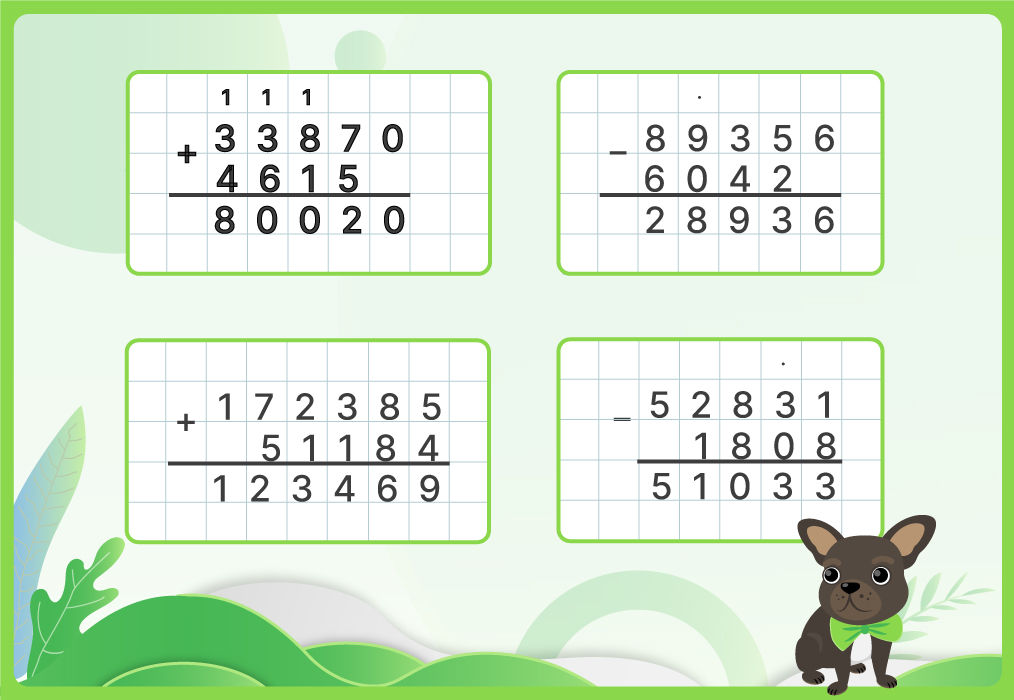 1 1 1
+ 3 3 8 7 0
4 6 1 5
8 0 0 2 0
.
− 8 9 3 5 6
6 0 4 2
2 8 9 3 6
+ 1 7 2 3 8 5
5 1 1 8 4
1 2 3 4 6 9
.
− 5 2 8 3 1
1 8 0 8
5 1 0 3 3